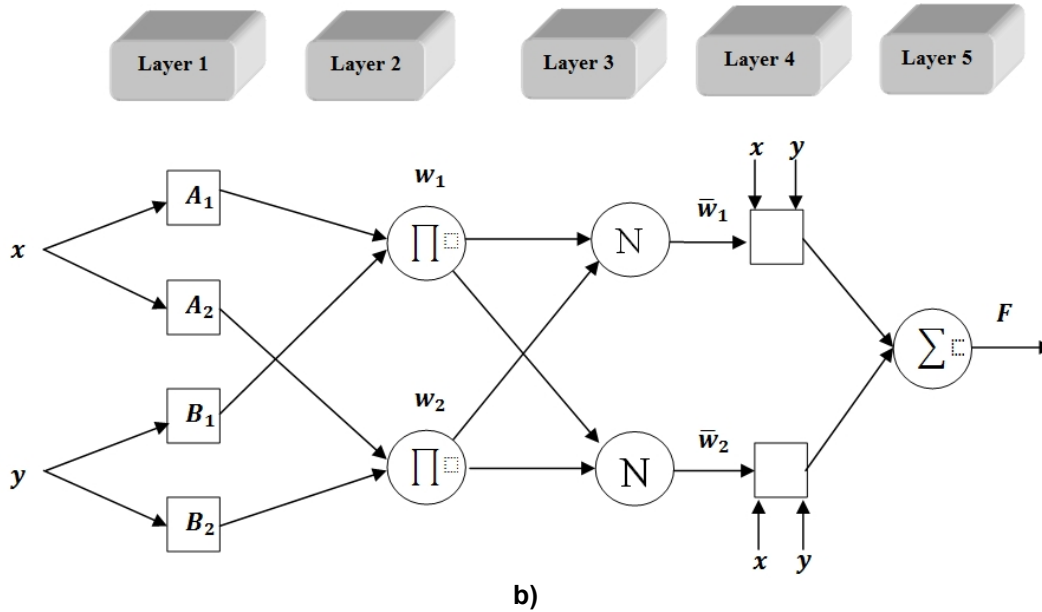 Layer 1 Layer 2 Layer 3 Layer 4 Layer 5
x y
w₁
A₁
w̅₁
∏ N
x
A₂
F
∑
B₁
w₂
w̅₂
∏ N
y
B₂
x y
b)